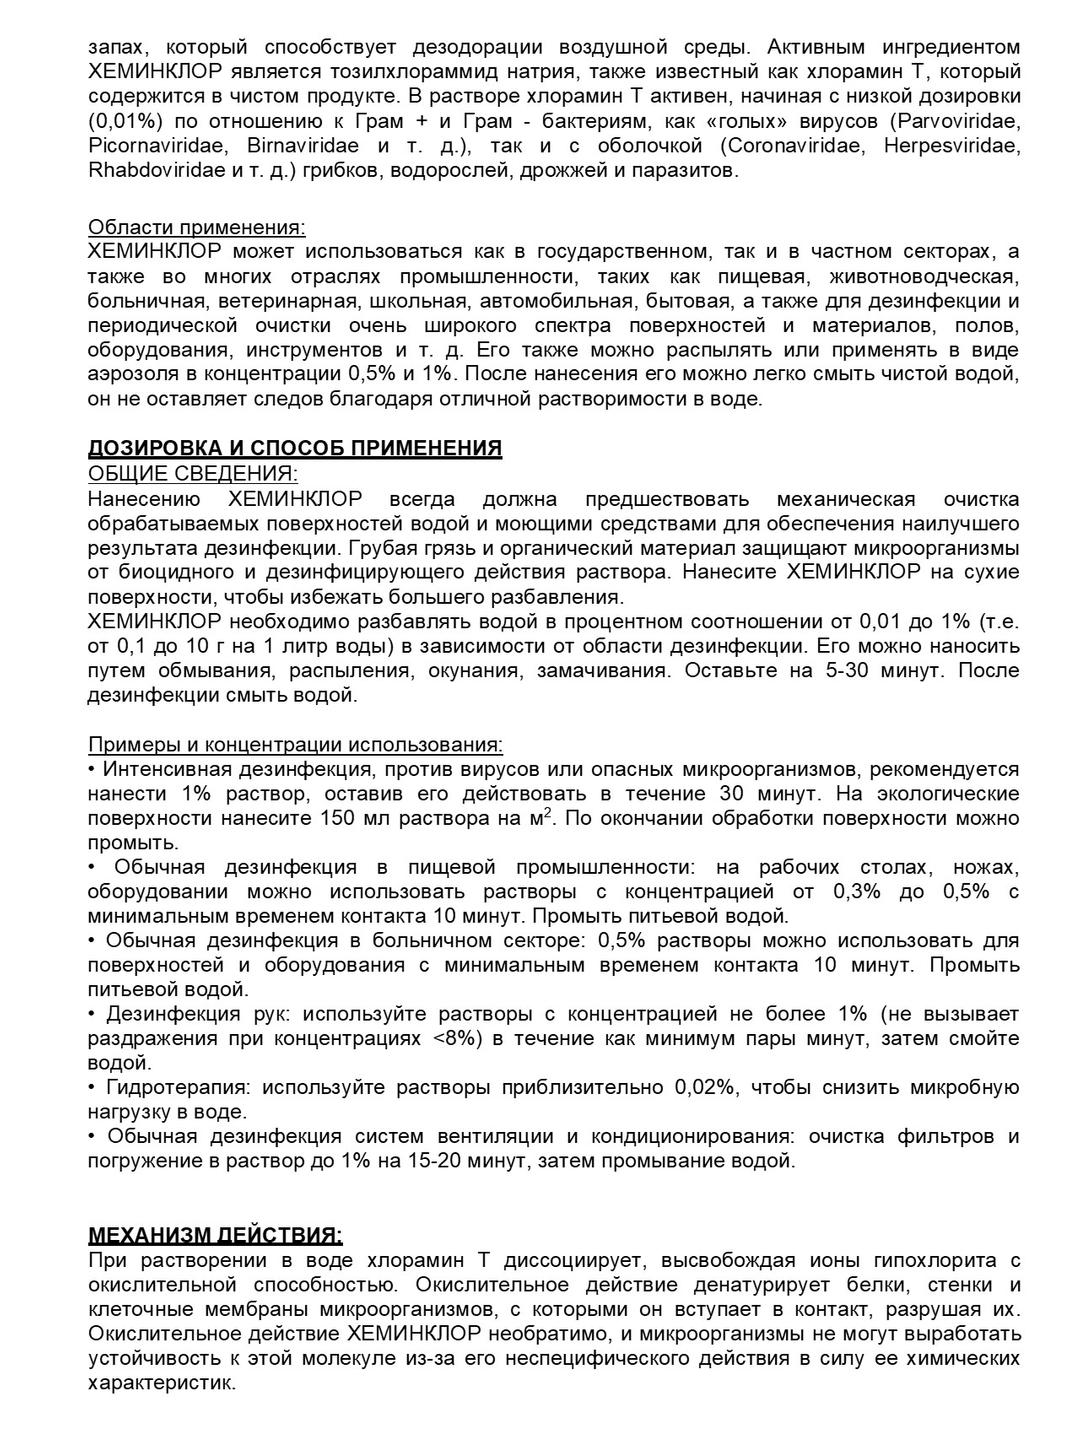 запах, который способствует дезодорации воздушной среды. Активным ингредиентом
ХЕМИНКЛОР является тозилхлораммид натрия, также известный как хлорамин Т, который
содержится в чистом продукте. В растворе хлорамин Т активен, начиная с низкой дозировки
(0,01%) по отношению к Грам + и Грам - бактериям, как «голых» вирусов (Parvoviridae,
Picornaviridae, Birnaviridae и т. д.), так и с оболочкой (Coronaviridae, Herpesviridae,
Rhabdoviridae и т. д.) грибков, водорослей, дрожжей и паразитов.
Области применения:
ХЕМИНКЛОР может использоваться как в государственном, так и в частном секторах, а
также во многих отраслях промышленности, таких как пищевая, животноводческая,
больничная, ветеринарная, школьная, автомобильная, бытовая, а также для дезинфекции и
периодической очистки очень широкого спектра поверхностей и материалов, полов,
оборудования, инструментов и т. д. Его также можно распылять или применять в виде
аэрозоля в концентрации 0,5% и 1%. После нанесения его можно легко смыть чистой водой,
он не оставляет следов благодаря отличной растворимости в воде.
ДОЗИРОВКА И СПОСОБ ПРИМЕНЕНИЯ
ОБЩИЕ СВЕДЕНИЯ:
Нанесению ХЕМИНКЛОР всегда должна предшествовать механическая очистка
обрабатываемых поверхностей водой и моющими средствами для обеспечения наилучшего
результата дезинфекции. Грубая грязь и органический материал защищают микроорганизмы
от биоцидного и дезинфицирующего действия раствора. Нанесите ХЕМИНКЛОР на сухие
поверхности, чтобы избежать большего разбавления.
ХЕМИНКЛОР необходимо разбавлять водой в процентном соотношении от 0,01 до 1% (т.е.
от 0,1 до 10 г на 1 литр воды) в зависимости от области дезинфекции. Его можно наносить
путем обмывания, распыления, окунания, замачивания. Оставьте на 5-30 минут. После
дезинфекции смыть водой.
Примеры и концентрации использования:
• Интенсивная дезинфекция, против вирусов или опасных микроорганизмов, рекомендуется
нанести 1% раствор, оставив его действовать в течение 30 минут. На экологические
поверхности нанесите 150 мл раствора на м². По окончании обработки поверхности можно
промыть.
• Обычная дезинфекция в пищевой промышленности: на рабочих столах, ножах,
оборудовании можно использовать растворы с концентрацией от 0,3% до 0,5% с
минимальным временем контакта 10 минут. Промыть питьевой водой.
• Обычная дезинфекция в больничном секторе: 0,5% растворы можно использовать для
поверхностей и оборудования с минимальным временем контакта 10 минут. Промыть
питьевой водой.
• Дезинфекция рук: используйте растворы с концентрацией не более 1% (не вызывает
раздражения при концентрациях <8%) в течение как минимум пары минут, затем смойте
водой.
• Гидротерапия: используйте растворы приблизительно 0,02%, чтобы снизить микробную
нагрузку в воде.
• Обычная дезинфекция систем вентиляции и кондиционирования: очистка фильтров и
погружение в раствор до 1% на 15-20 минут, затем промывание водой.
МЕХАНИЗМ ДЕЙСТВИЯ:
При растворении в воде хлорамин Т диссоциирует, высвобождая ионы гипохлорита с
окислительной способностью. Окислительное действие денатурирует белки, стенки и
клеточные мембраны микроорганизмов, с которыми он вступает в контакт, разрушая их.
Окислительное действие ХЕМИНКЛОР необратимо, и микроорганизмы не могут выработать
устойчивость к этой молекуле из-за его неспецифического действия в силу ее химических
характеристик.